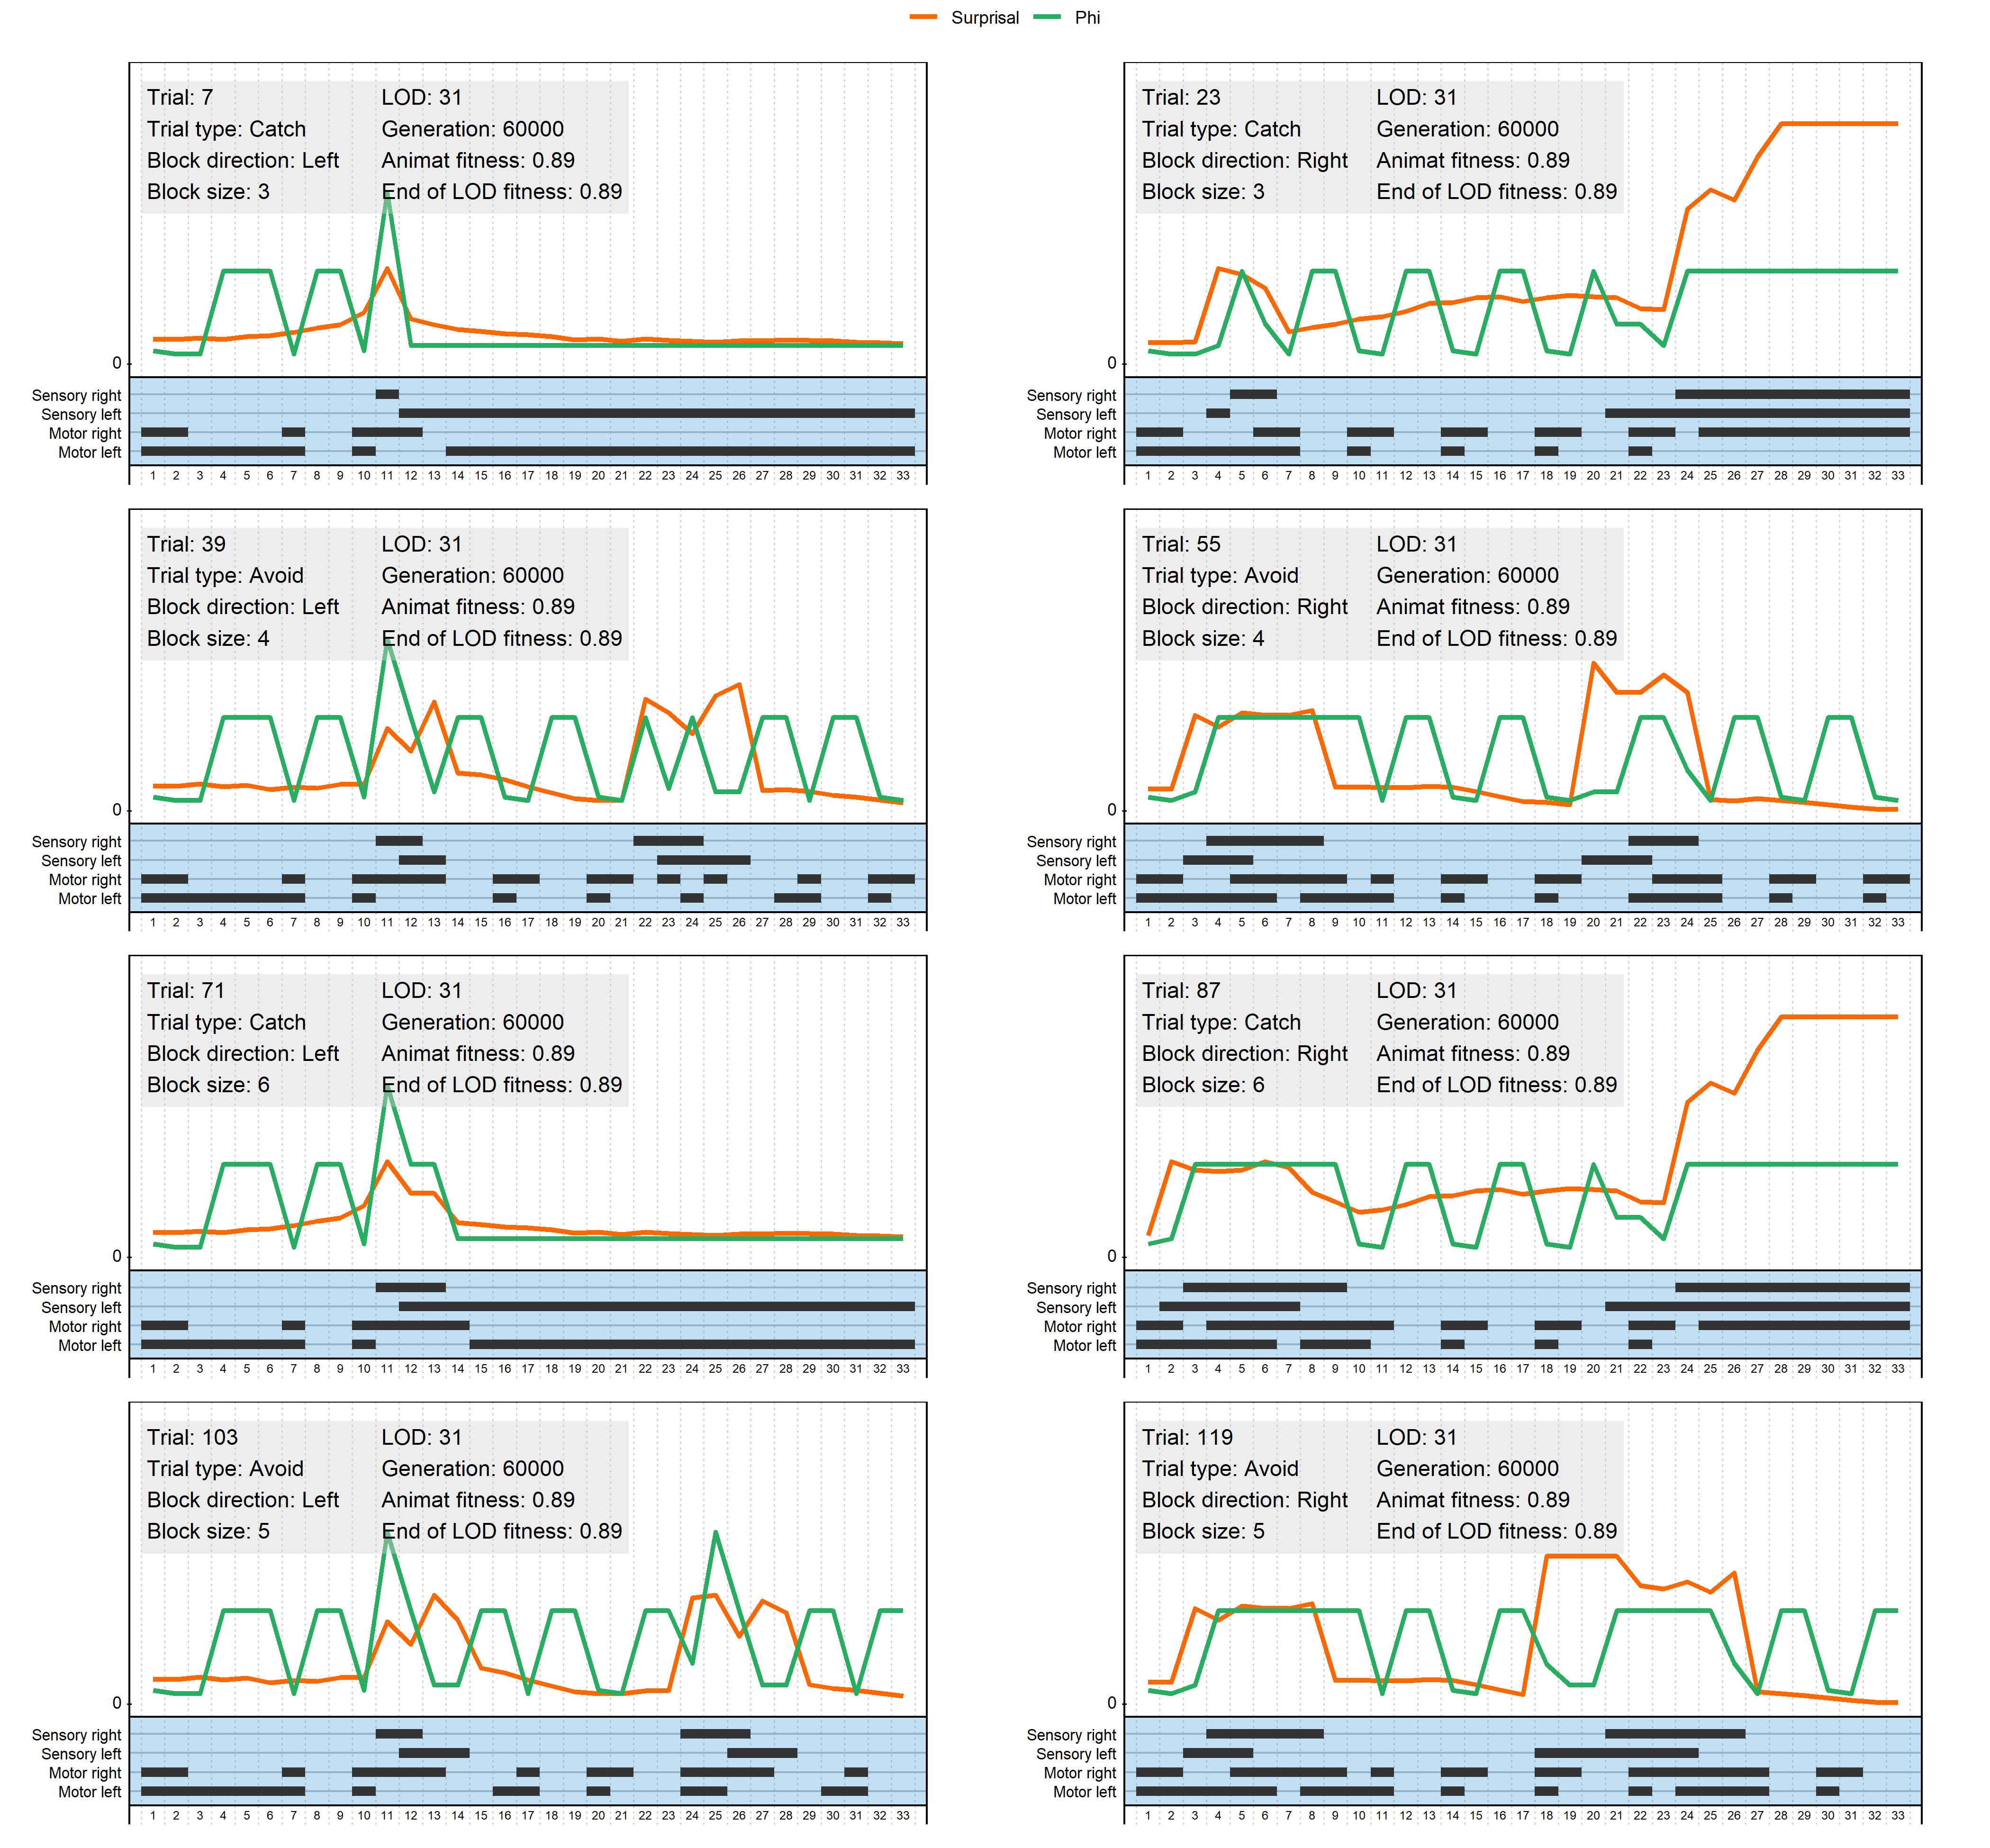 Surprisal Phi
Trial: 7 LOD: 31
Trial type: Catch Generation: 60000
Block direction: Left Animat fitness: 0.89
Block size: 3 End of LOD fitness: 0.89
0
Sensory right
Sensory left
Motor right
Motor left
1 2 3 4 5 6 7 8 9 10 11 12 13 14 15 16 17 18 19 20 21 22 23 24 25 26 27 28 29 30 31 32 33
Trial: 23 LOD: 31
Trial type: Catch Generation: 60000
Block direction: Right Animat fitness: 0.89
Block size: 3 End of LOD fitness: 0.89
0
Sensory right
Sensory left
Motor right
Motor left
1 2 3 4 5 6 7 8 9 10 11 12 13 14 15 16 17 18 19 20 21 22 23 24 25 26 27 28 29 30 31 32 33
Trial: 39 LOD: 31
Trial type: Avoid Generation: 60000
Block direction: Left Animat fitness: 0.89
Block size: 4 End of LOD fitness: 0.89
0
Sensory right
Sensory left
Motor right
Motor left
1 2 3 4 5 6 7 8 9 10 11 12 13 14 15 16 17 18 19 20 21 22 23 24 25 26 27 28 29 30 31 32 33
Trial: 55 LOD: 31
Trial type: Avoid Generation: 60000
Block direction: Right Animat fitness: 0.89
Block size: 4 End of LOD fitness: 0.89
0
Sensory right
Sensory left
Motor right
Motor left
1 2 3 4 5 6 7 8 9 10 11 12 13 14 15 16 17 18 19 20 21 22 23 24 25 26 27 28 29 30 31 32 33
Trial: 71 LOD: 31
Trial type: Catch Generation: 60000
Block direction: Left Animat fitness: 0.89
Block size: 6 End of LOD fitness: 0.89
0
Sensory right
Sensory left
Motor right
Motor left
1 2 3 4 5 6 7 8 9 10 11 12 13 14 15 16 17 18 19 20 21 22 23 24 25 26 27 28 29 30 31 32 33
Trial: 87 LOD: 31
Trial type: Catch Generation: 60000
Block direction: Right Animat fitness: 0.89
Block size: 6 End of LOD fitness: 0.89
0
Sensory right
Sensory left
Motor right
Motor left
1 2 3 4 5 6 7 8 9 10 11 12 13 14 15 16 17 18 19 20 21 22 23 24 25 26 27 28 29 30 31 32 33
Trial: 103 LOD: 31
Trial type: Avoid Generation: 60000
Block direction: Left Animat fitness: 0.89
Block size: 5 End of LOD fitness: 0.89
0
Sensory right
Sensory left
Motor right
Motor left
1 2 3 4 5 6 7 8 9 10 11 12 13 14 15 16 17 18 19 20 21 22 23 24 25 26 27 28 29 30 31 32 33
Trial: 119 LOD: 31
Trial type: Avoid Generation: 60000
Block direction: Right Animat fitness: 0.89
Block size: 5 End of LOD fitness: 0.89
0
Sensory right
Sensory left
Motor right
Motor left
1 2 3 4 5 6 7 8 9 10 11 12 13 14 15 16 17 18 19 20 21 22 23 24 25 26 27 28 29 30 31 32 33